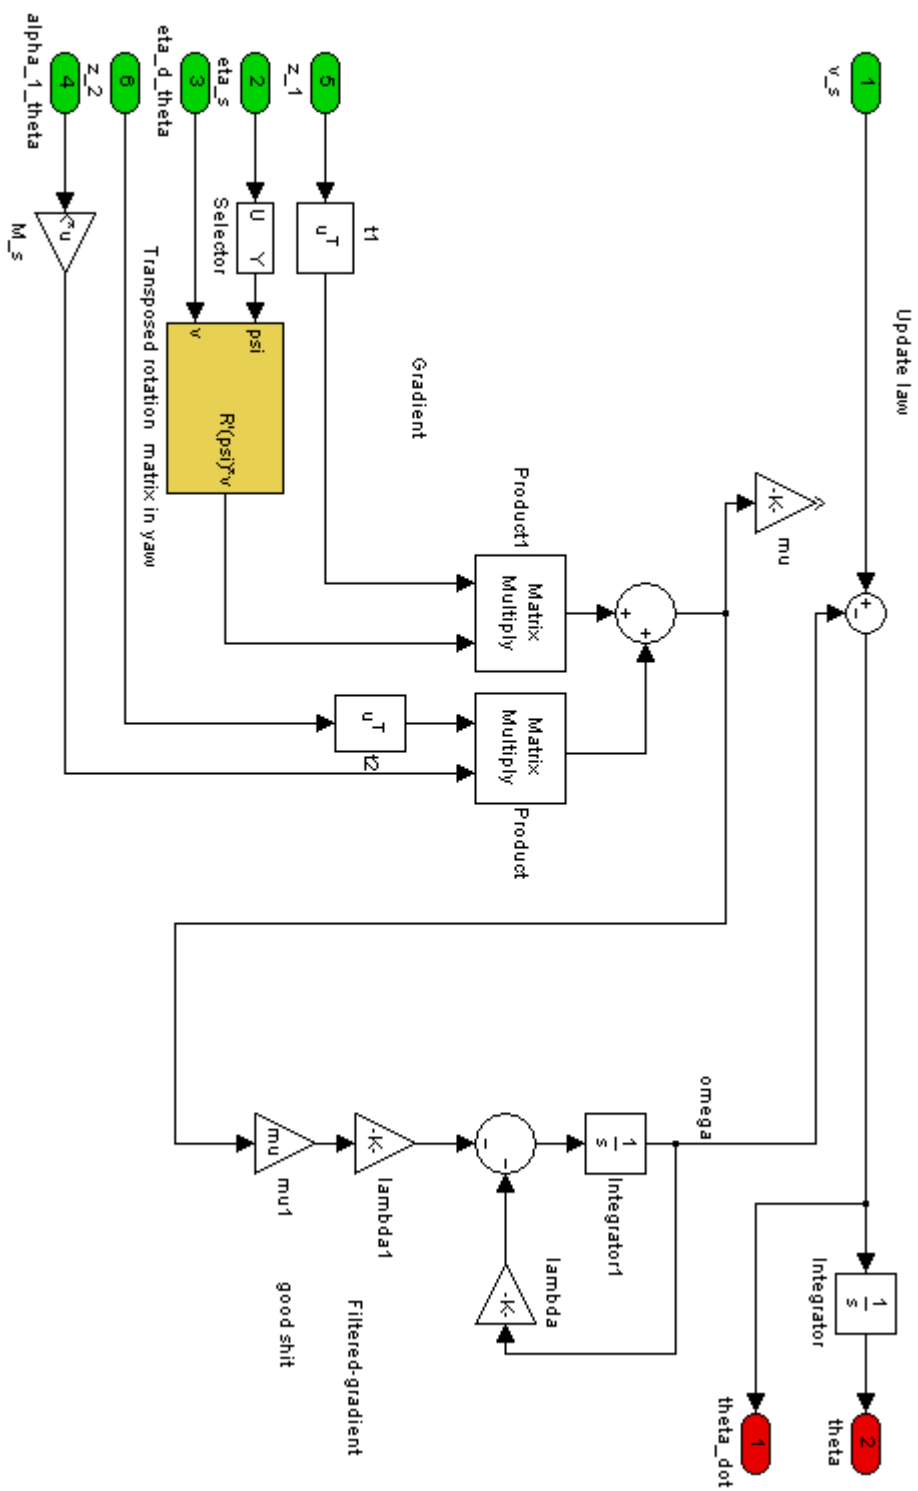 Update law
1
v_s
+
-
1
s
Integrator
2
theta
-K-
mu
1
theta_dot
omega
+
+
1
s
Integrator1
lambda
-
-
-K-
Product1
Matrix
Multiply
Matrix
Multiply
Product
Gradient
t1
uT
uT
t2
-K-
lambda1
Filtered-gradient
mu
mu1
good shit
5
z_1
2
eta_s
U Y
Selector
3
eta_d_theta
psi
v
R'(psi)*v
Transposed rotation matrix in yaw
6
z_2
4
alpha_1_theta
K*u
M_s